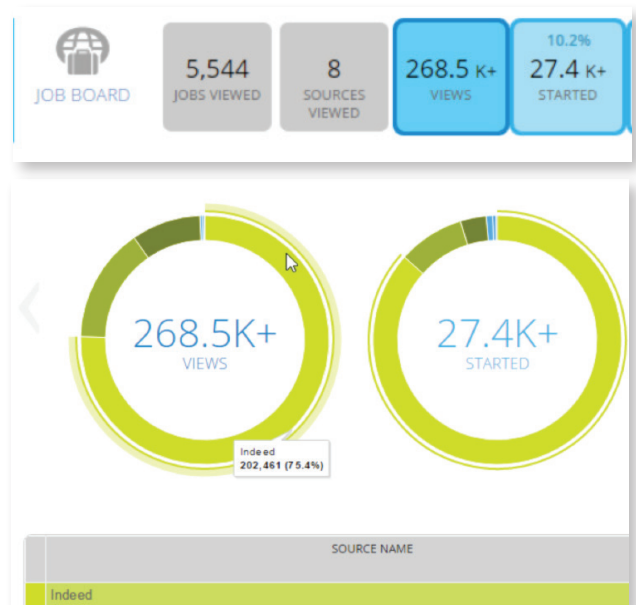 JOB BOARD
5,544
JOBS VIEWED
8
SOURCES
VIEWED
268.5 K+
VIEWS
10.2%
27.4 K+
STARTED
268.5K+
VIEWS
27.4K+
STARTED
Indeed
202,461 (75.4%)
SOURCE NAME
Indeed